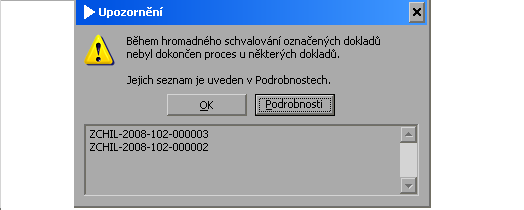 Upozornění
Během hromadného schvalování označených dokladů
nebyl dokončen proces u některých dokladů.
Jejich seznam je uveden v Podrobnostech.
OK
Podrobnosti
ZCHIL-2008-102-000003
ZCHIL-2008-102-000002